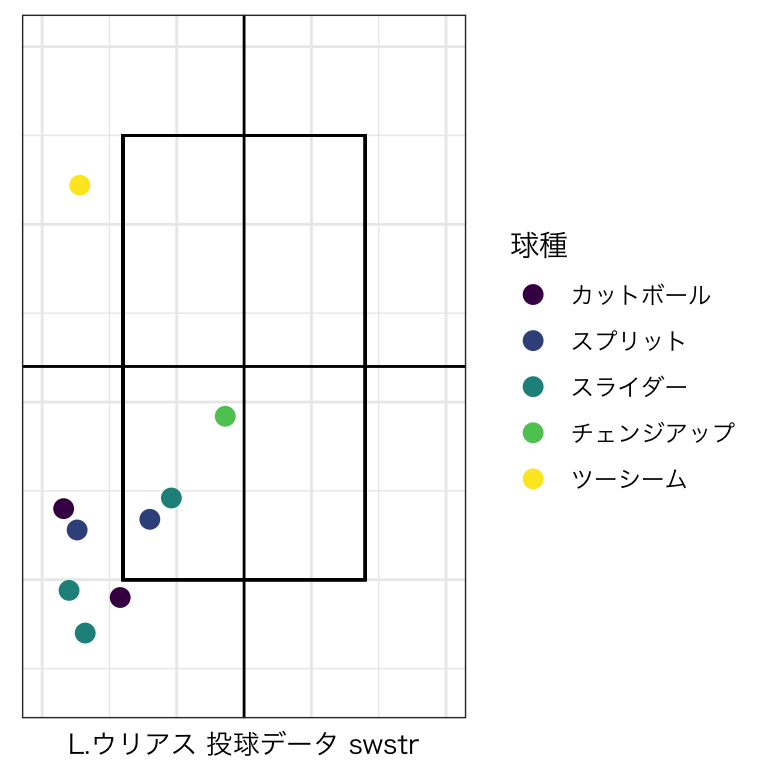 球種
カットボール
スプリット
スライダー
チェンジアップ
ツーシーム
L.ウリアス 投球データ swstr